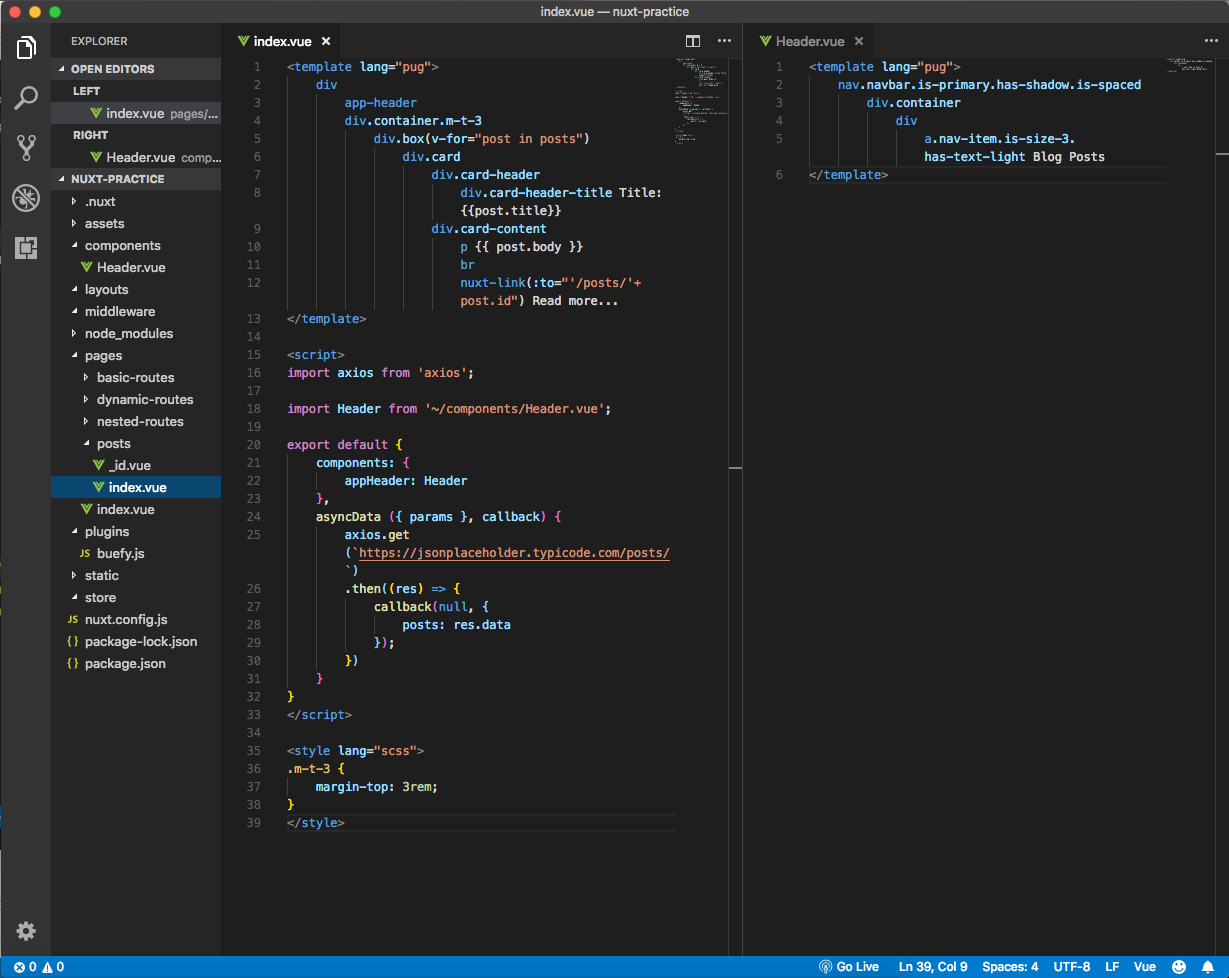 index.vue — nuxt-practice
EXPLORER
OPEN EDITORS
LEFT
index.vue pages/...
RIGHT
Header.vue comp...
NUXT-PRACTICE
.nuxt
assets
components
Header.vue
layouts
middleware
node_modules
pages
basic-routes
dynamic-routes
nested-routes
posts
_id.vue
index.vue
index.vue
plugins
JS buefy.js
static
store
JS nuxt.config.js
{} package-lock.json
{} package.json
index.vue ×
1 <template lang="pug">
2 div
3 app-header
4 div.container.m-t-3
5 div.box(v-for="post in posts")
6 div.card
7 div.card-header
8 div.card-header-title Title:
{{post.title}}
9 div.card-content
10 p {{ post.body }}
11 br
12 nuxt-link(:to="'/posts/'+
post.id") Read more...
13 </template>
14
15 <script>
16 import axios from 'axios';
17
18 import Header from '~/components/Header.vue';
19
20 export default {
21 components: {
22 appHeader: Header
23 },
24 asyncData ({ params }, callback) {
25 axios.get
(`https://jsonplaceholder.typicode.com/posts/
`)
26 .then((res) => {
27 callback(null, {
28 posts: res.data
29 });
30 })
31 }
32 }
33 </script>
34
35 <style lang="scss">
36 .m-t-3 {
37 margin-top: 3rem;
38 }
39 </style>
Header.vue ×
1 <template lang="pug">
2 nav.navbar.is-primary.has-shadow.is-spaced
3 div.container
4 div
5 a.nav-item.is-size-3.
has-text-light Blog Posts
6 </template>
0 0
Go Live
Ln 39, Col 9
Spaces: 4
UTF-8
LF
Vue